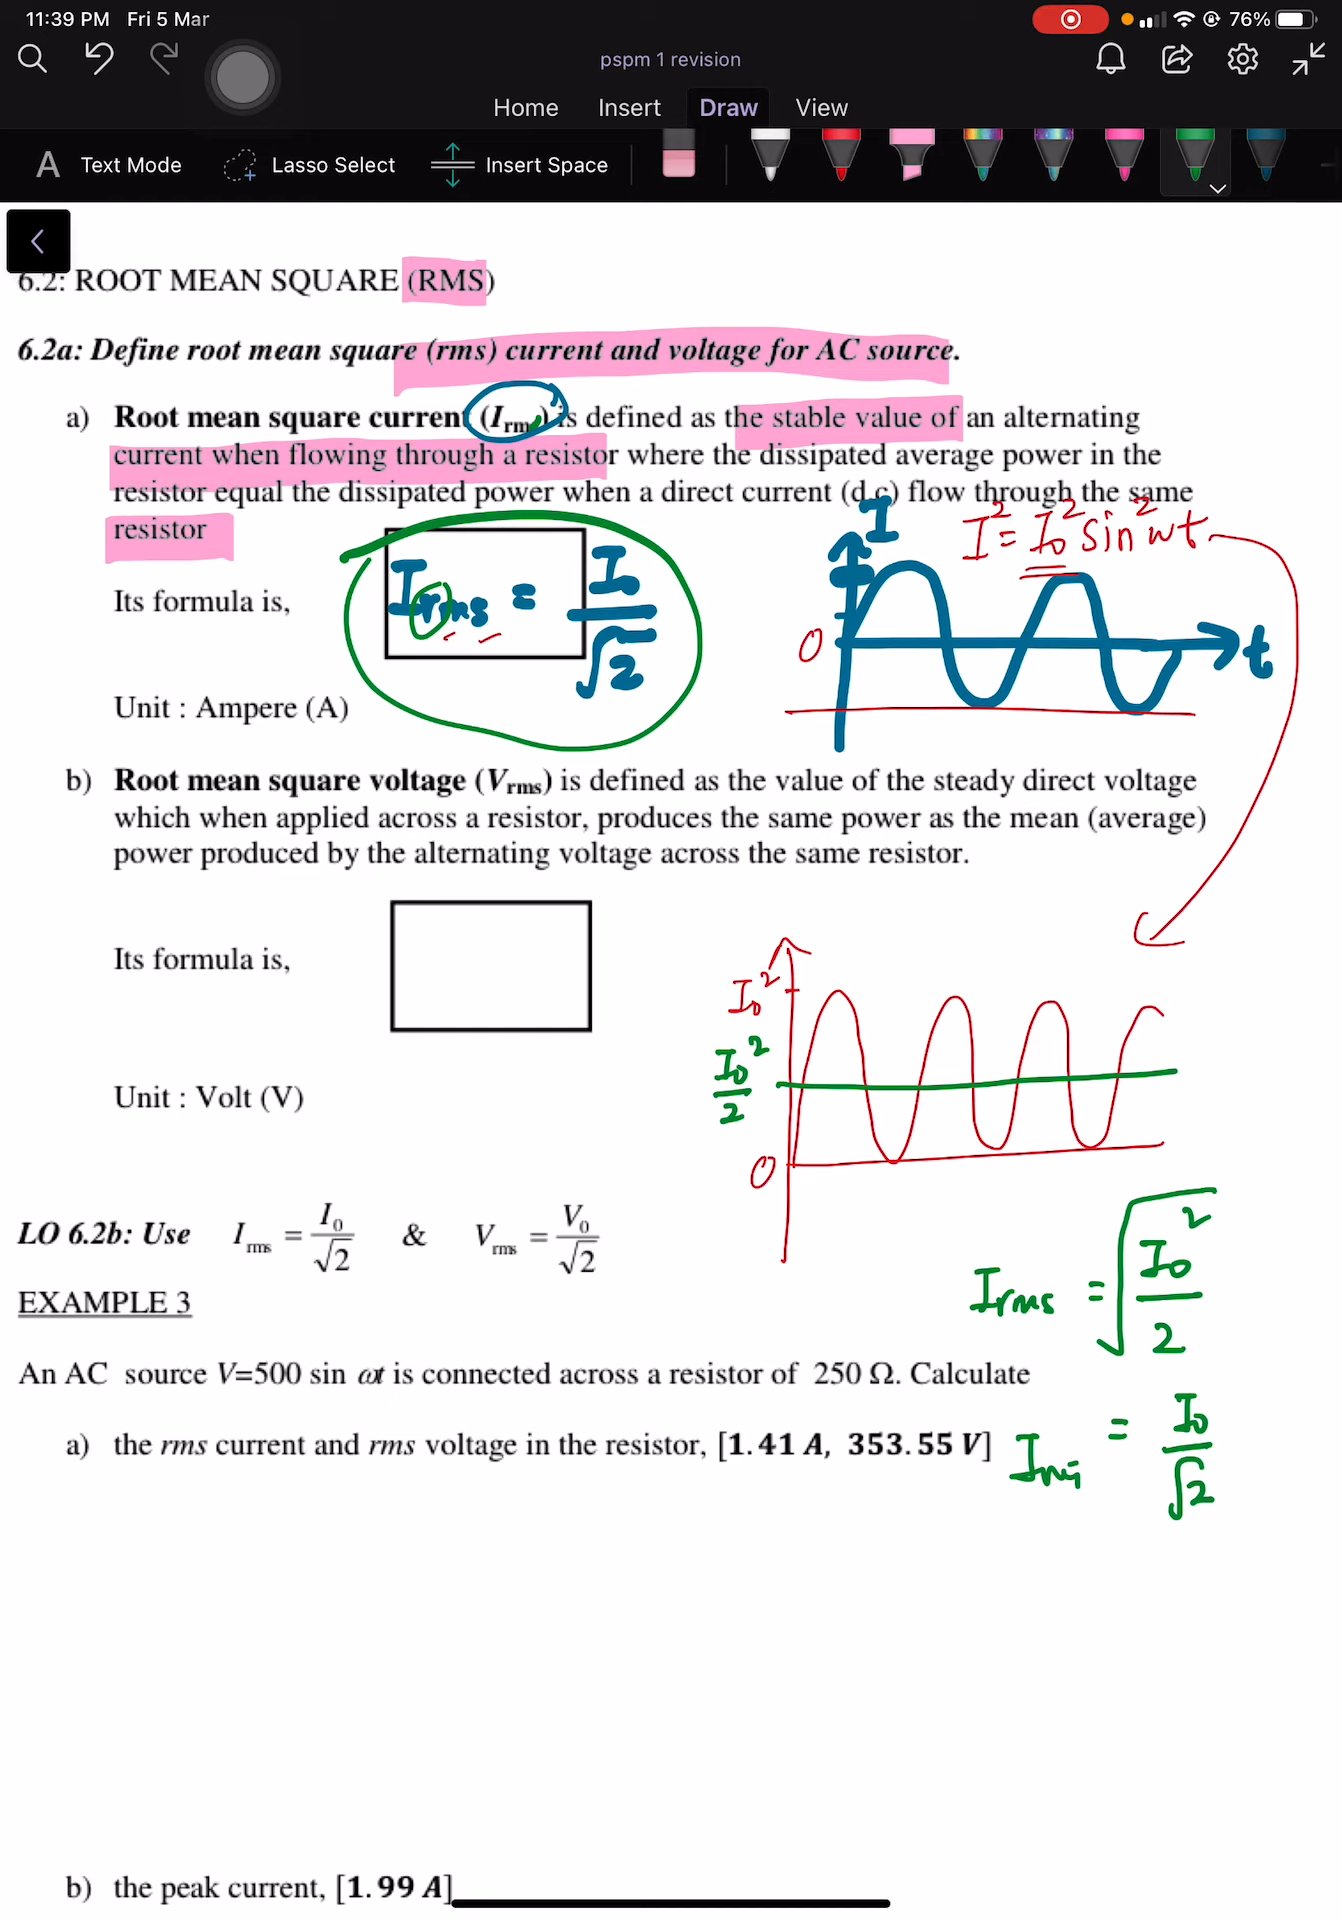 11:39 PM Fri 5 Mar
76%
pspm 1 revision
Home Insert Draw View
A Text Mode Lasso Select Insert Space
6.2: ROOT MEAN SQUARE (RMS)
6.2a: Define root mean square (rms) current and voltage for AC source.
a) Root mean square current (Irms) is defined as the stable value of an alternating
current when flowing through a resistor where the dissipated average power in the
resistor equal the dissipated power when a direct current (d.c) flow through the same
resistor
I
I² = I₀² sin² ωt
Its formula is,
Irms = I₀/√2
0
t
Unit : Ampere (A)
b) Root mean square voltage (Vrms) is defined as the value of the steady direct voltage
which when applied across a resistor, produces the same power as the mean (average)
power produced by the alternating voltage across the same resistor.
Its formula is,
I₀²
I₀²/2
Unit : Volt (V)
0
LO 6.2b: Use Irms = I₀/√2 & Vrms = V₀/√2
Irms = √(I₀²/2)
EXAMPLE 3
An AC source V=500 sin ωt is connected across a resistor of 250 Ω. Calculate
a) the rms current and rms voltage in the resistor, [1.41 A, 353.55 V]
Irms = I₀/√2
b) the peak current, [1.99 A]